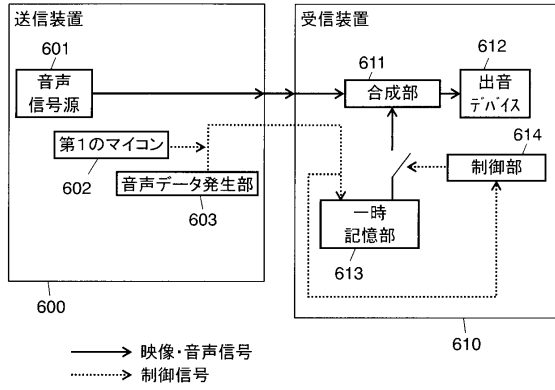 送信装置
601
音声
信号源
第1のマイコン
602
音声データ発生部
603
600
受信装置
611
合成部
612
出音
デバイス
614
制御部
一時
記憶部
613
610
映像・音声信号
制御信号